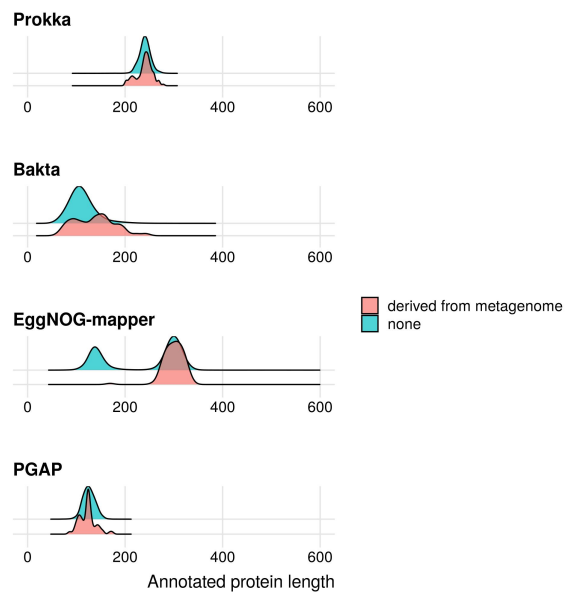 Prokka
0 200 400 600
Bakta
0 200 400 600
derived from metagenome
none
EggNOG-mapper
0 200 400 600
PGAP
0 200 400 600
Annotated protein length